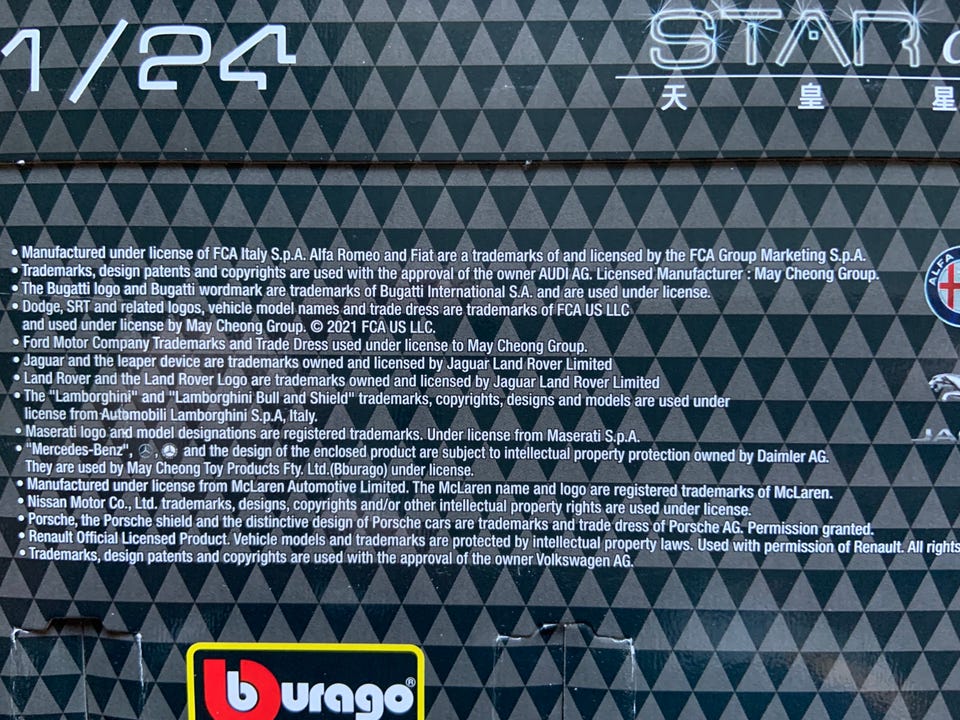 1/24
STAR
天皇星
• Manufactured under license of FCA Italy S.p.A. Alfa Romeo and Fiat are a trademarks of and licensed by the FCA Group Marketing S.p.A.
• Trademarks, design patents and copyrights are used with the approval of the owner AUDI AG. Licensed Manufacturer : May Cheong Group.
• The Bugatti logo and Bugatti wordmark are trademarks of Bugatti International S.A. and are used under license.
• Dodge, SRT and related logos, vehicle model names and trade dress are trademarks of FCA US LLC
and used under license by May Cheong Group. © 2021 FCA US LLC.
• Ford Motor Company Trademarks and Trade Dress used under license to May Cheong Group.
• Jaguar and the leaper device are trademarks owned and licensed by Jaguar Land Rover Limited
• Land Rover and the Land Rover Logo are trademarks owned and licensed by Jaguar Land Rover Limited
• The "Lamborghini" and "Lamborghini Bull and Shield" trademarks, copyrights, designs and models are used under
license from Automobili Lamborghini S.p.A, Italy.
• Maserati logo and model designations are registered trademarks. Under license from Maserati S.p.A.
• "Mercedes-Benz", , and the design of the enclosed product are subject to intellectual property protection owned by Daimler AG.
They are used by May Cheong Toy Products Fty. Ltd.(Bburago) under license.
• Manufactured under license from McLaren Automotive Limited. The McLaren name and logo are registered trademarks of McLaren.
• Nissan Motor Co., Ltd. trademarks, designs, copyrights and/or other intellectual property rights are used under license.
• Porsche, the Porsche shield and the distinctive design of Porsche cars are trademarks and trade dress of Porsche AG. Permission granted.
• Renault Official Licensed Product. Vehicle models and trademarks are protected by intellectual property laws. Used with permission of Renault. All rights
• Trademarks, design patents and copyrights are used with the approval of the owner Volkswagen AG.
ALFA
JA
bburago®